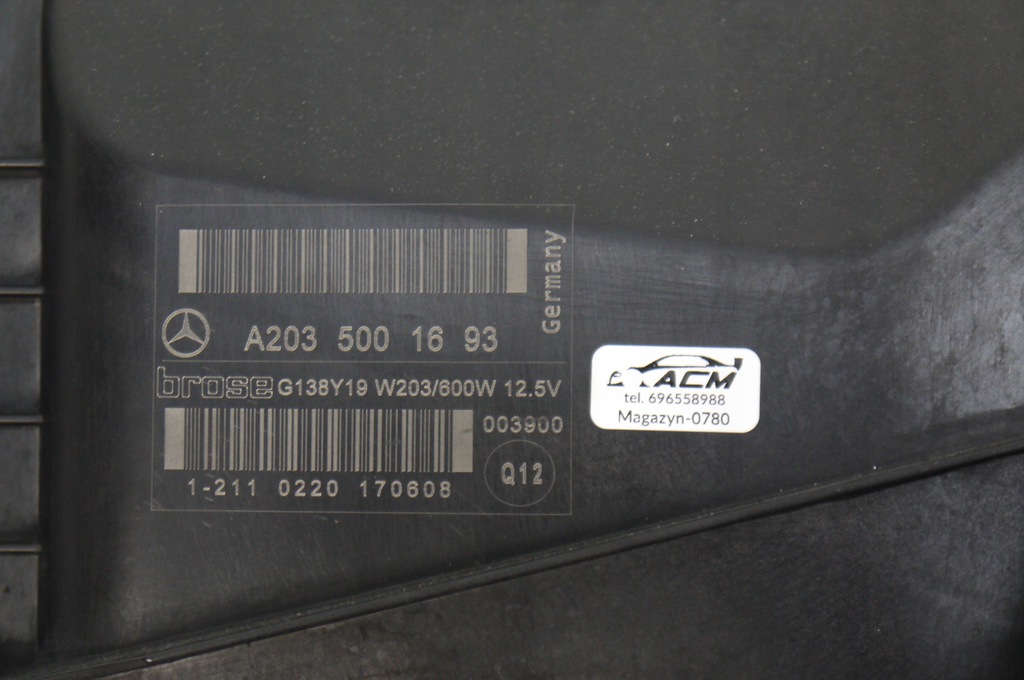 Germany
A203 500 16 93
brose G138Y19 W203/600W 12.5V
003900
Q12
1-211 0220 170608
ACM
tel. 696558988
Magazyn-0780